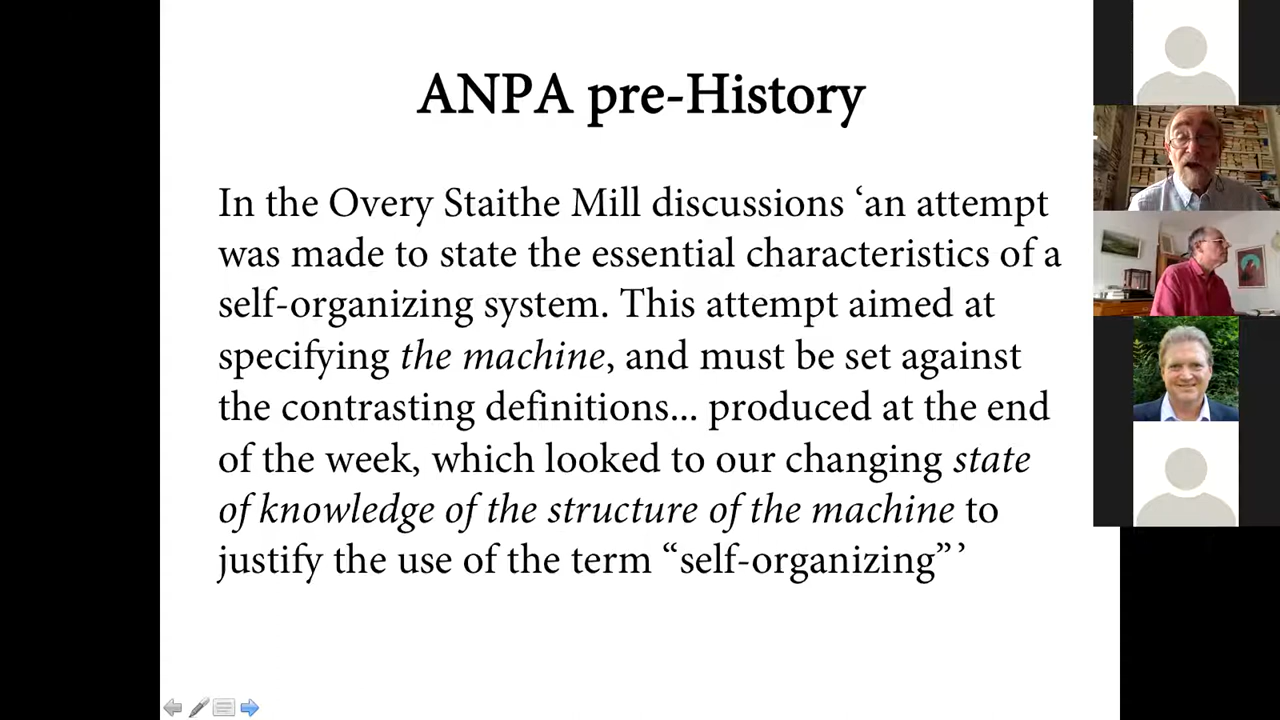 ANPA pre-History
In the Overy Staithe Mill discussions ‘an attempt
was made to state the essential characteristics of a
self-organizing system. This attempt aimed at
specifying the machine, and must be set against
the contrasting definitions... produced at the end
of the week, which looked to our changing state
of knowledge of the structure of the machine to
justify the use of the term “self-organizing” ’